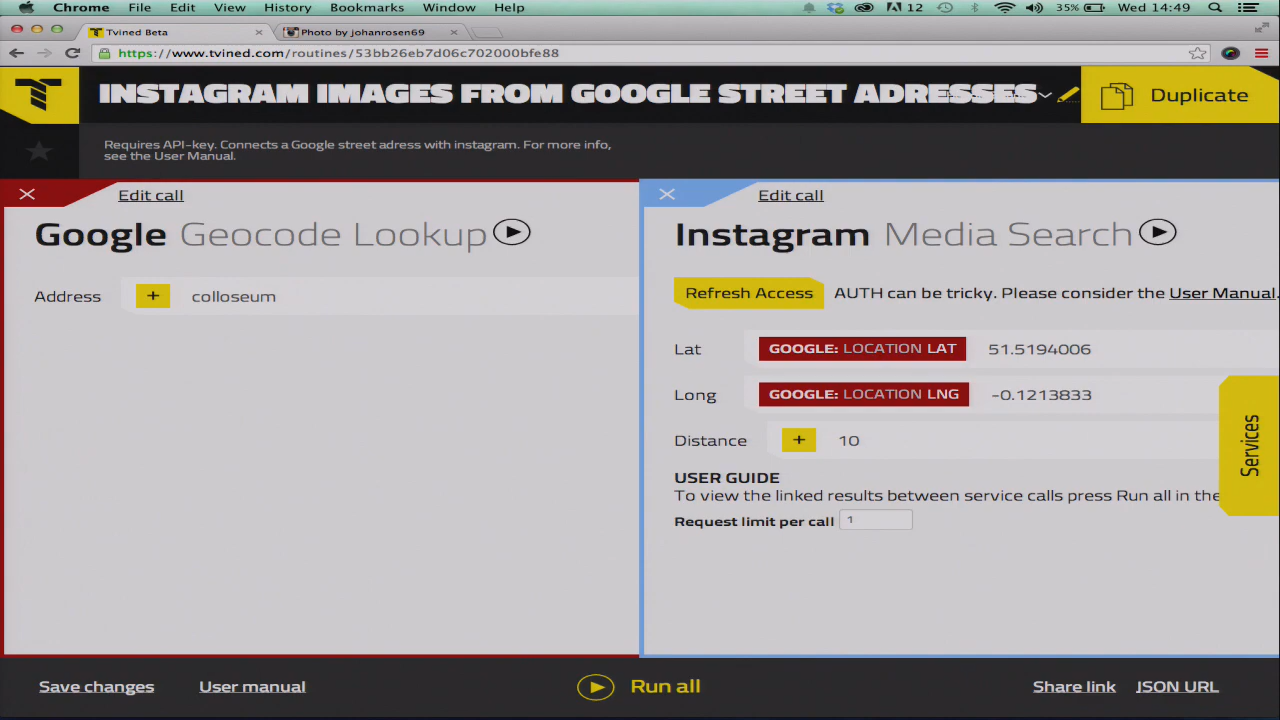 Chrome File Edit View History Bookmarks Window Help 12 35% Wed 14:49
Tvined Beta Photo by johanrosen69
https://www.tvined.com/routines/53bb26eb7d06c702000bfe88
INSTAGRAM IMAGES FROM GOOGLE STREET ADRESSES Duplicate
Requires API-key. Connects a Google street adress with instagram. For more info,
see the User Manual.
Edit call
Google Geocode Lookup
Address + colloseum
Edit call
Instagram Media Search
Refresh Access AUTH can be tricky. Please consider the User Manual.
Lat GOOGLE: LOCATION LAT 51.5194006
Long GOOGLE: LOCATION LNG -0.1213833
Distance + 10
USER GUIDE
To view the linked results between service calls press Run all in the
Request limit per call 1
Services
Save changes User manual Run all Share link JSON URL